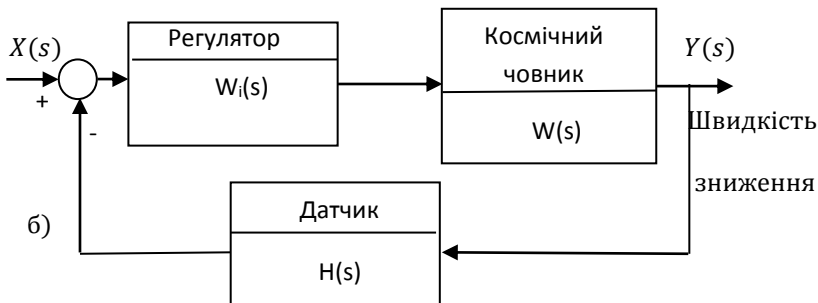 X(s)
+
-
Регулятор
Wᵢ(s)
Космічний
човник
W(s)
Y(s)
Швидкість
зниження
б)
Датчик
H(s)